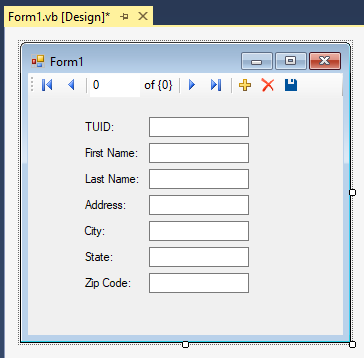 Form1.vb [Design]*
Form1
0 of {0}
TUID:
First Name:
Last Name:
Address:
City:
State:
Zip Code: